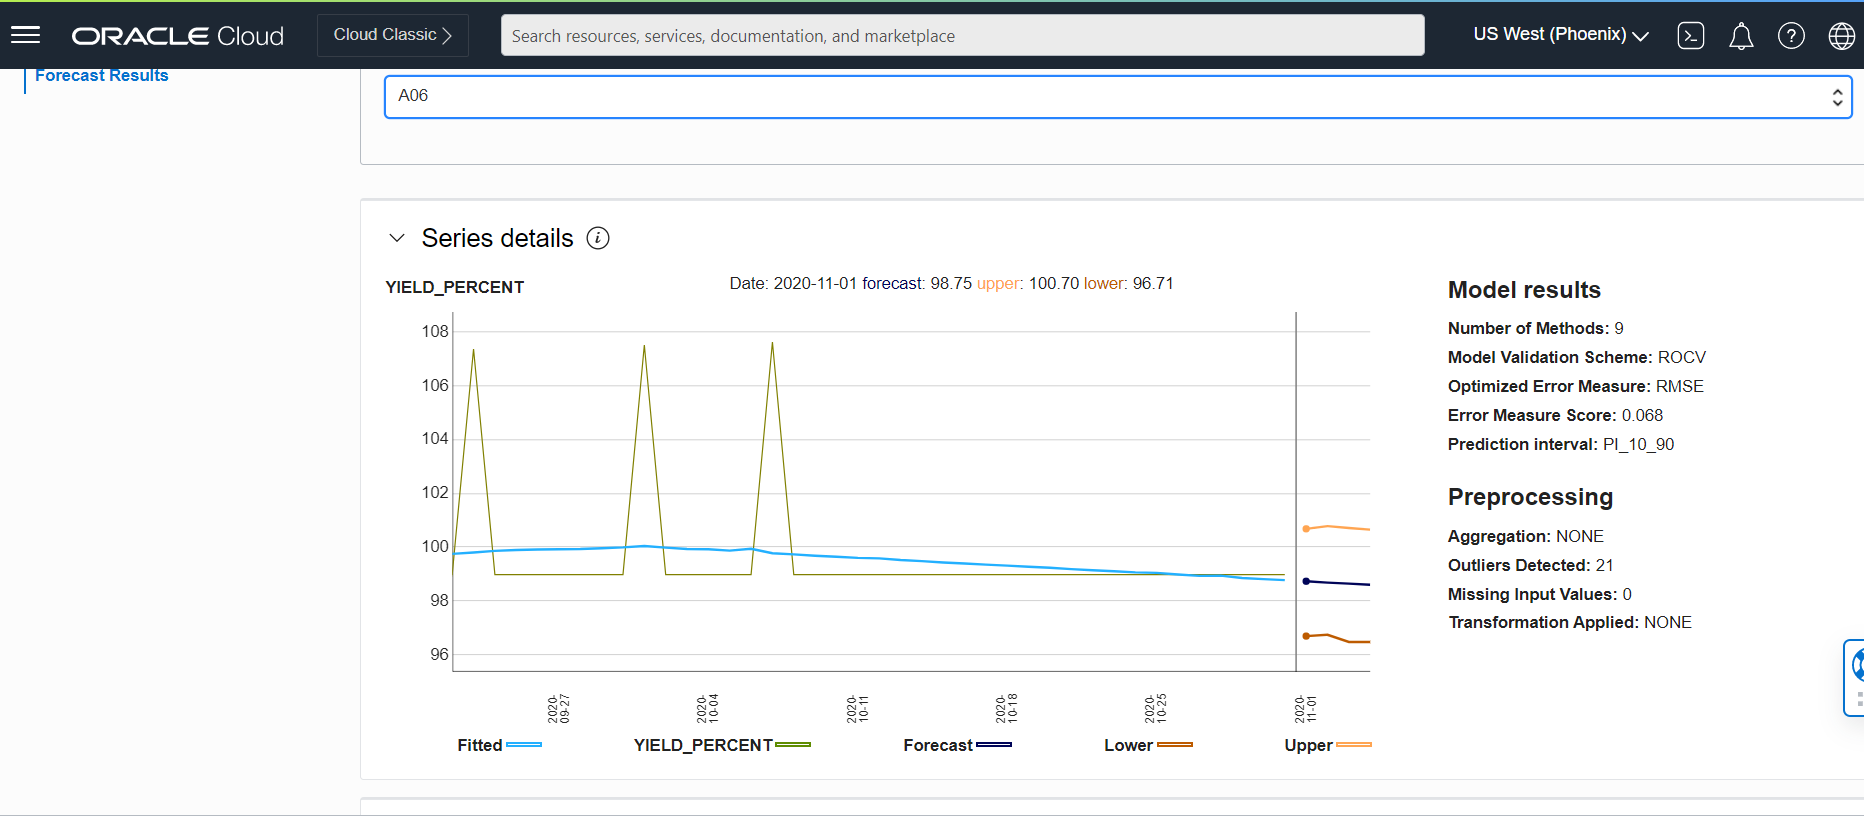 ORACLE Cloud
Cloud Classic
Search resources, services, documentation, and marketplace
US West (Phoenix)
Forecast Results
A06
Series details
YIELD_PERCENT
Date: 2020-11-01 forecast: 98.75 upper: 100.70 lower: 96.71
108
106
104
102
100
98
96
2020-
09-27
2020-
10-04
2020-
10-11
2020-
10-18
2020-
10-25
2020-
11-01
Fitted
YIELD_PERCENT
Forecast
Lower
Upper
Model results
Number of Methods: 9
Model Validation Scheme: ROCV
Optimized Error Measure: RMSE
Error Measure Score: 0.068
Prediction interval: PI_10_90
Preprocessing
Aggregation: NONE
Outliers Detected: 21
Missing Input Values: 0
Transformation Applied: NONE